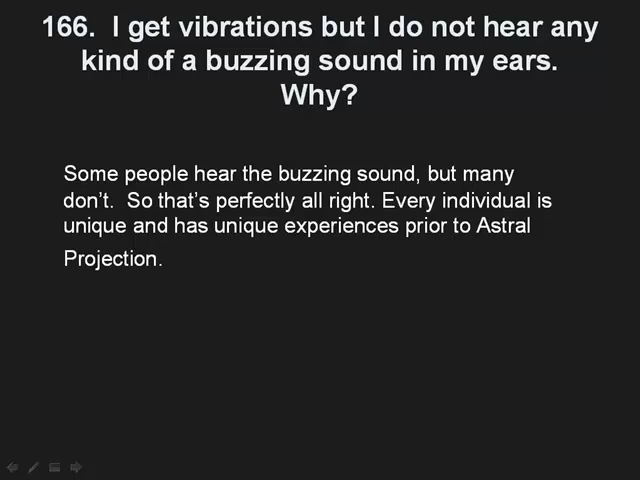 166.  I get vibrations but I do not hear any
kind of a buzzing sound in my ears.
Why?
Some people hear the buzzing sound, but many
don’t.  So that’s perfectly all right. Every individual is
unique and has unique experiences prior to Astral
Projection.